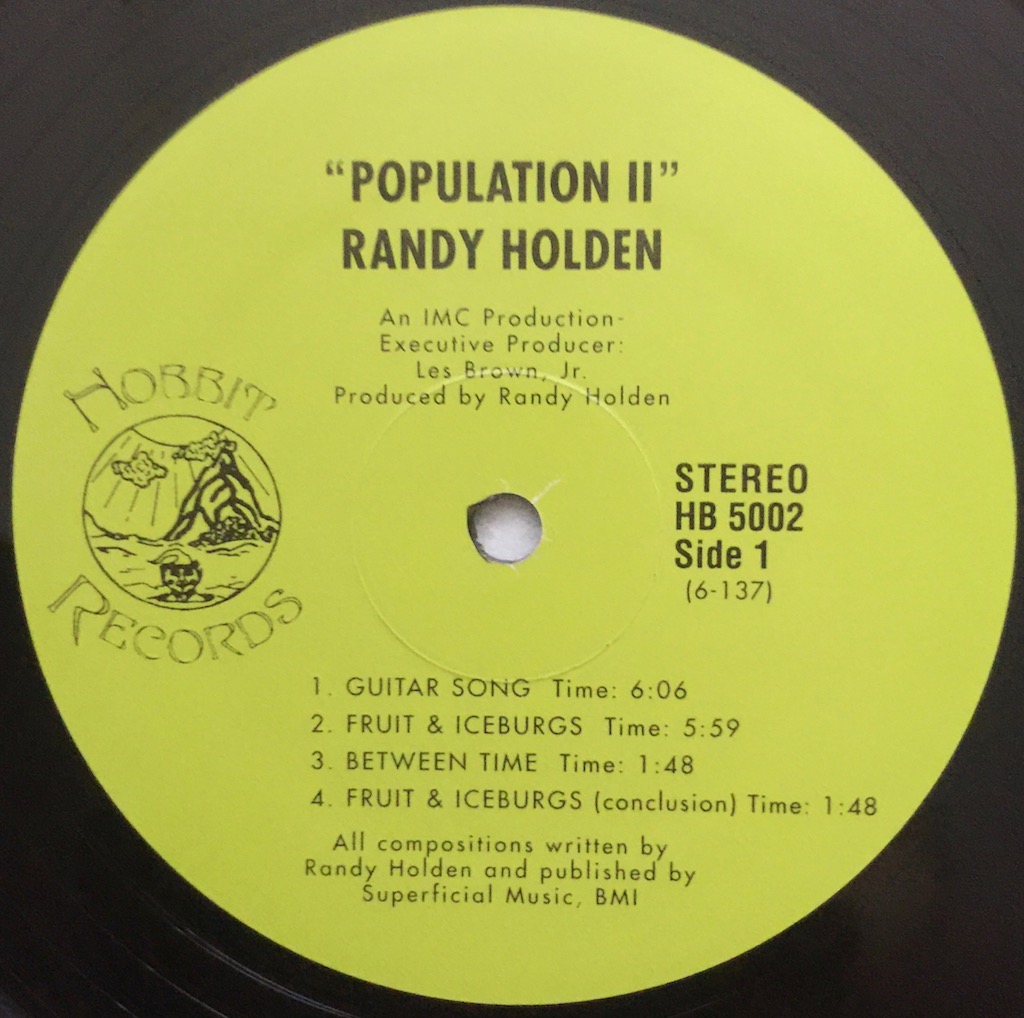 “POPULATION II”
RANDY HOLDEN
An IMC Production-
Executive Producer:
Les Brown, Jr.
Produced by Randy Holden
HOBBIT
RECORDS
STEREO
HB 5002
Side 1
(6-137)
1. GUITAR SONG Time: 6:06
2. FRUIT & ICEBURGS Time: 5:59
3. BETWEEN TIME Time: 1:48
4. FRUIT & ICEBURGS (conclusion) Time: 1:48
All compositions written by
Randy Holden and published by
Superficial Music, BMI